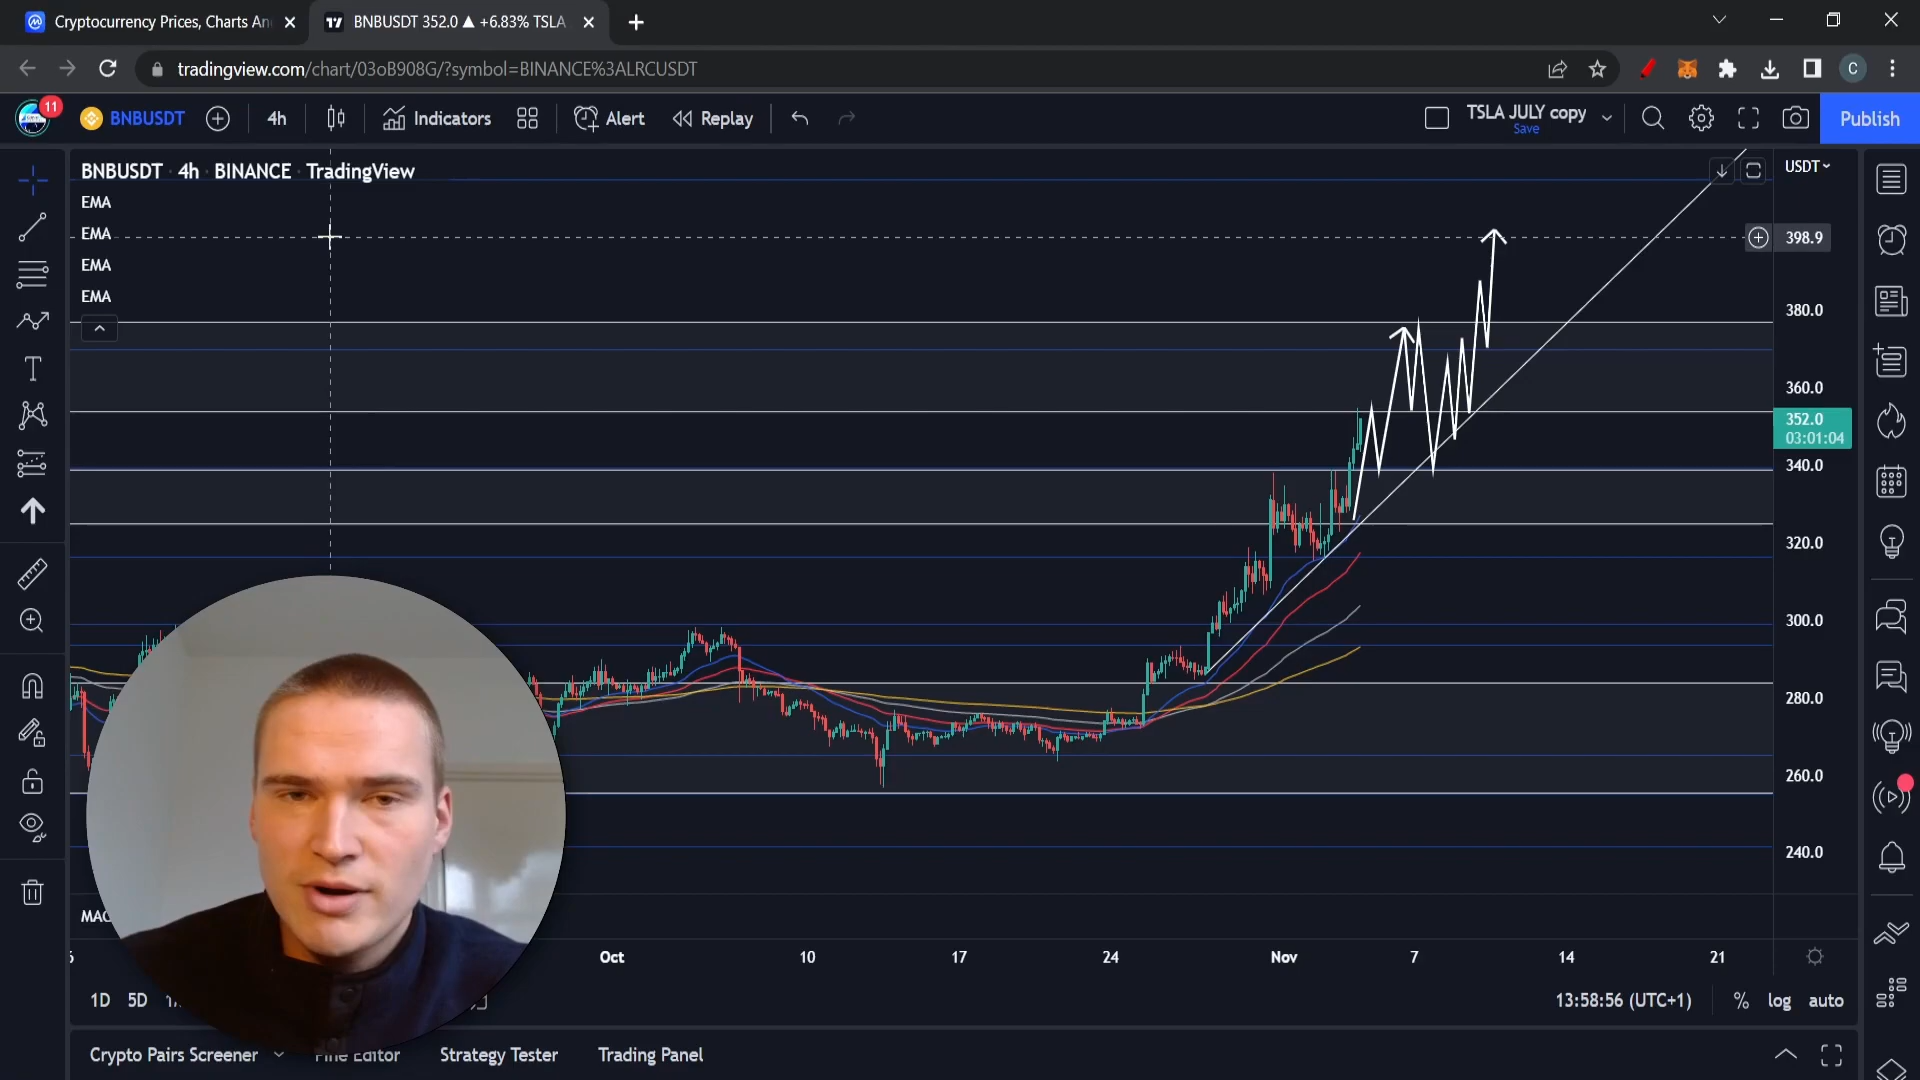 Cryptocurrency Prices, Charts An
BNBUSDT 352.0 ▲ +6.83% TSLA
tradingview.com/chart/03oB908G/?symbol=BINANCE%3ALRCUSDT
C
11
BNBUSDT
4h
Indicators
Alert
Replay
TSLA JULY copy
Save
Publish
BNBUSDT · 4h · BINANCE · TradingView
USDT
EMA
EMA
EMA
EMA
398.9
380.0
360.0
352.0
03:01:04
340.0
320.0
300.0
280.0
260.0
240.0
Oct
10
17
24
Nov
7
14
21
1D
5D
13:58:56 (UTC+1)
%
log
auto
Crypto Pairs Screener
Pine Editor
Strategy Tester
Trading Panel